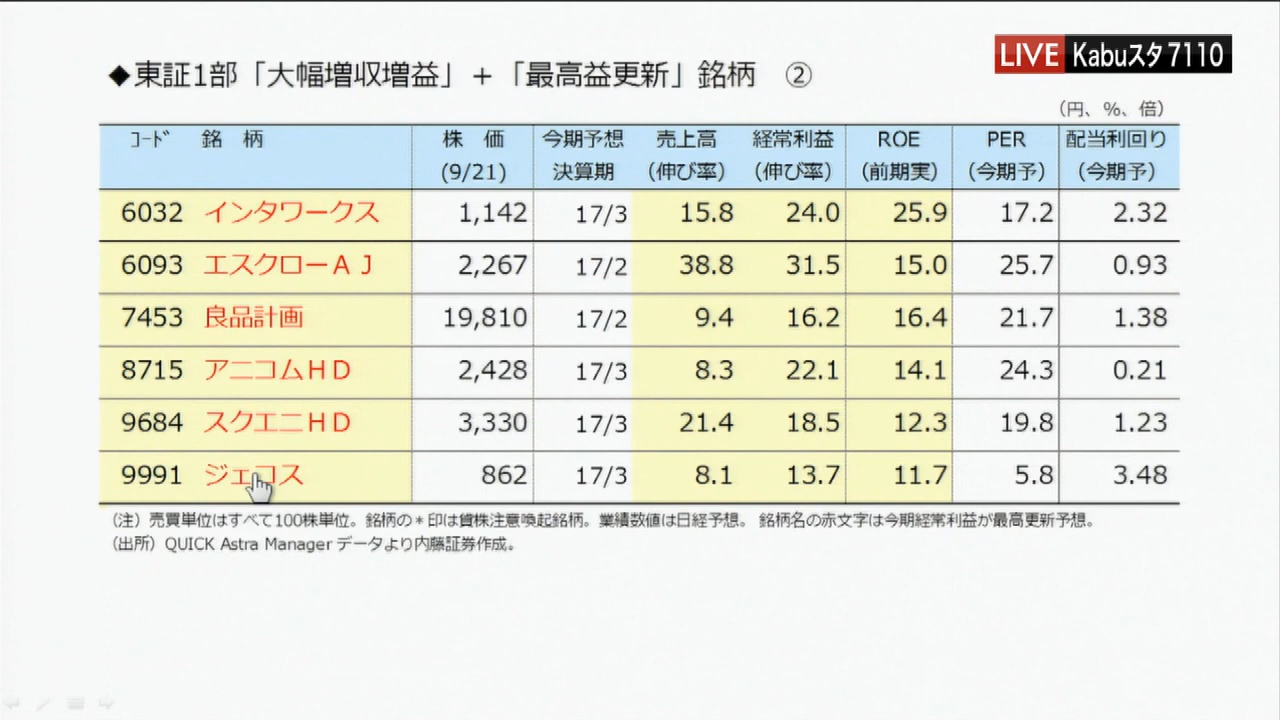 LIVE Kabuスタ7110
◆東証1部「大幅増収増益」+「最高益更新」銘柄 ②
(円、%、倍)
ｺｰﾄﾞ 銘 柄 株 価 今期予想 売上高 経常利益 ROE PER 配当利回り
(9/21) 決算期 (伸び率) (伸び率) (前期実) (今期予) (今期予)
6032 インタワークス 1,142 17/3 15.8 24.0 25.9 17.2 2.32
6093 エスクローAJ 2,267 17/2 38.8 31.5 15.0 25.7 0.93
7453 良品計画 19,810 17/2 9.4 16.2 16.4 21.7 1.38
8715 アニコムHD 2,428 17/3 8.3 22.1 14.1 24.3 0.21
9684 スクエニHD 3,330 17/3 21.4 18.5 12.3 19.8 1.23
9991 ジェコス 862 17/3 8.1 13.7 11.7 5.8 3.48
(注)売買単位はすべて100株単位。銘柄の*印は貸株注意喚起銘柄。業績数値は日経予想。 銘柄名の赤文字は今期経常利益が最高更新予想。
(出所)QUICK Astra Manager データより内藤証券作成。